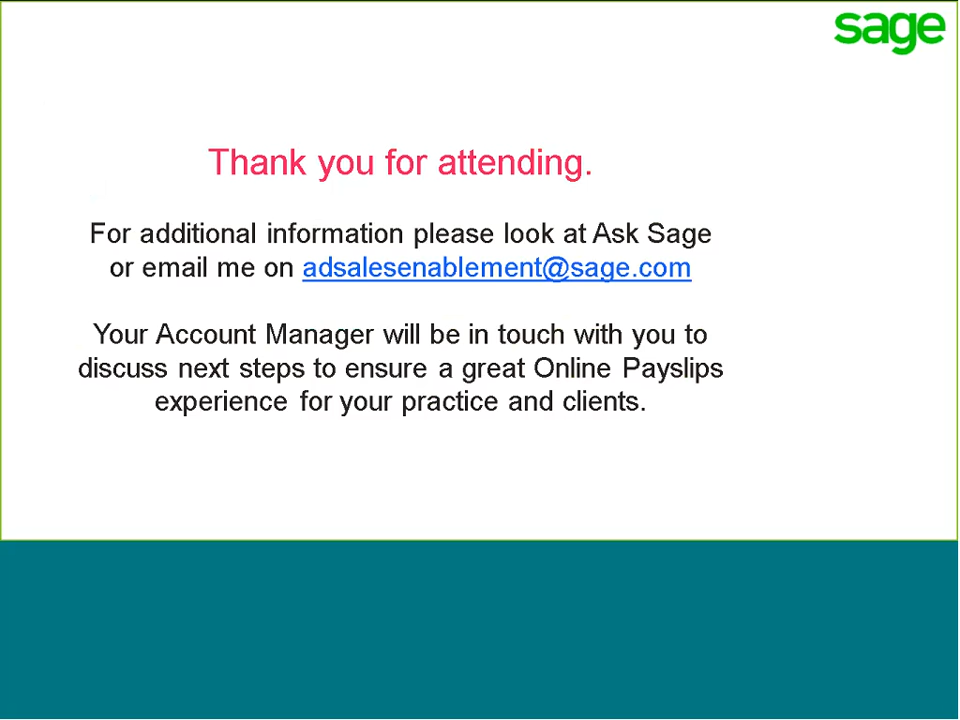 sage
Thank you for attending.
For additional information please look at Ask Sage
or email me on adsalesenablement@sage.com
Your Account Manager will be in touch with you to
discuss next steps to ensure a great Online Payslips
experience for your practice and clients.